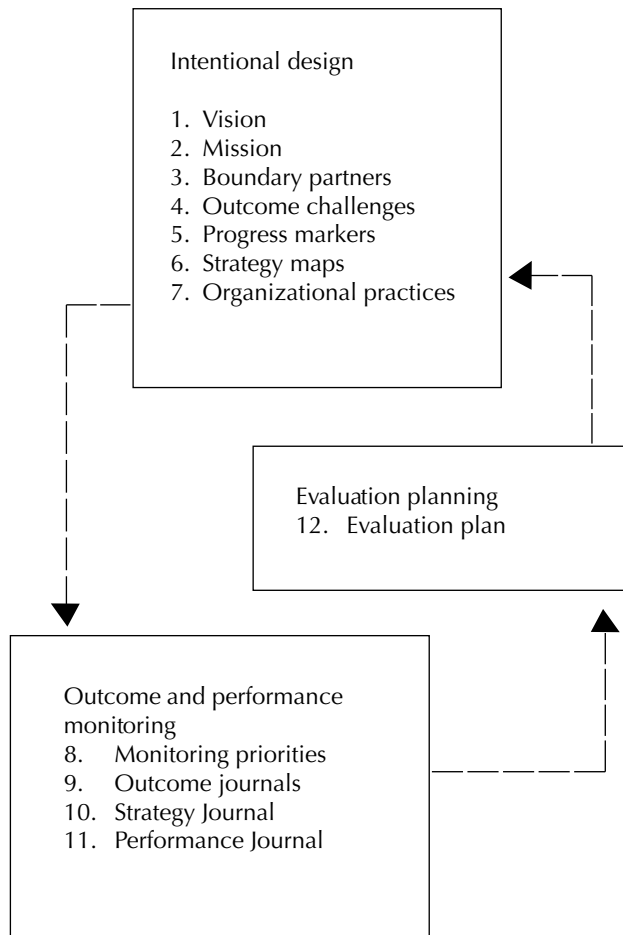 Intentional design
1. Vision
2. Mission
3. Boundary partners
4. Outcome challenges
5. Progress markers
6. Strategy maps
7. Organizational practices
Evaluation planning
12. Evaluation plan
Outcome and performance
monitoring
8. Monitoring priorities
9. Outcome journals
10. Strategy Journal
11. Performance Journal